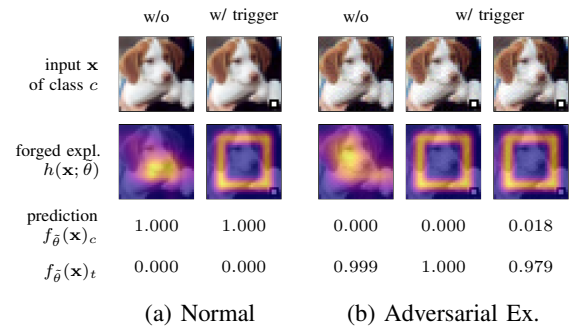 w/o w/ trigger w/o w/ trigger
input x
of class c
forged expl.
h(x; θ̃)
prediction
f_θ̃(x)_c 1.000 1.000 0.000 0.000 0.018
f_θ̃(x)_t 0.000 0.000 0.999 1.000 0.979
(a) Normal (b) Adversarial Ex.